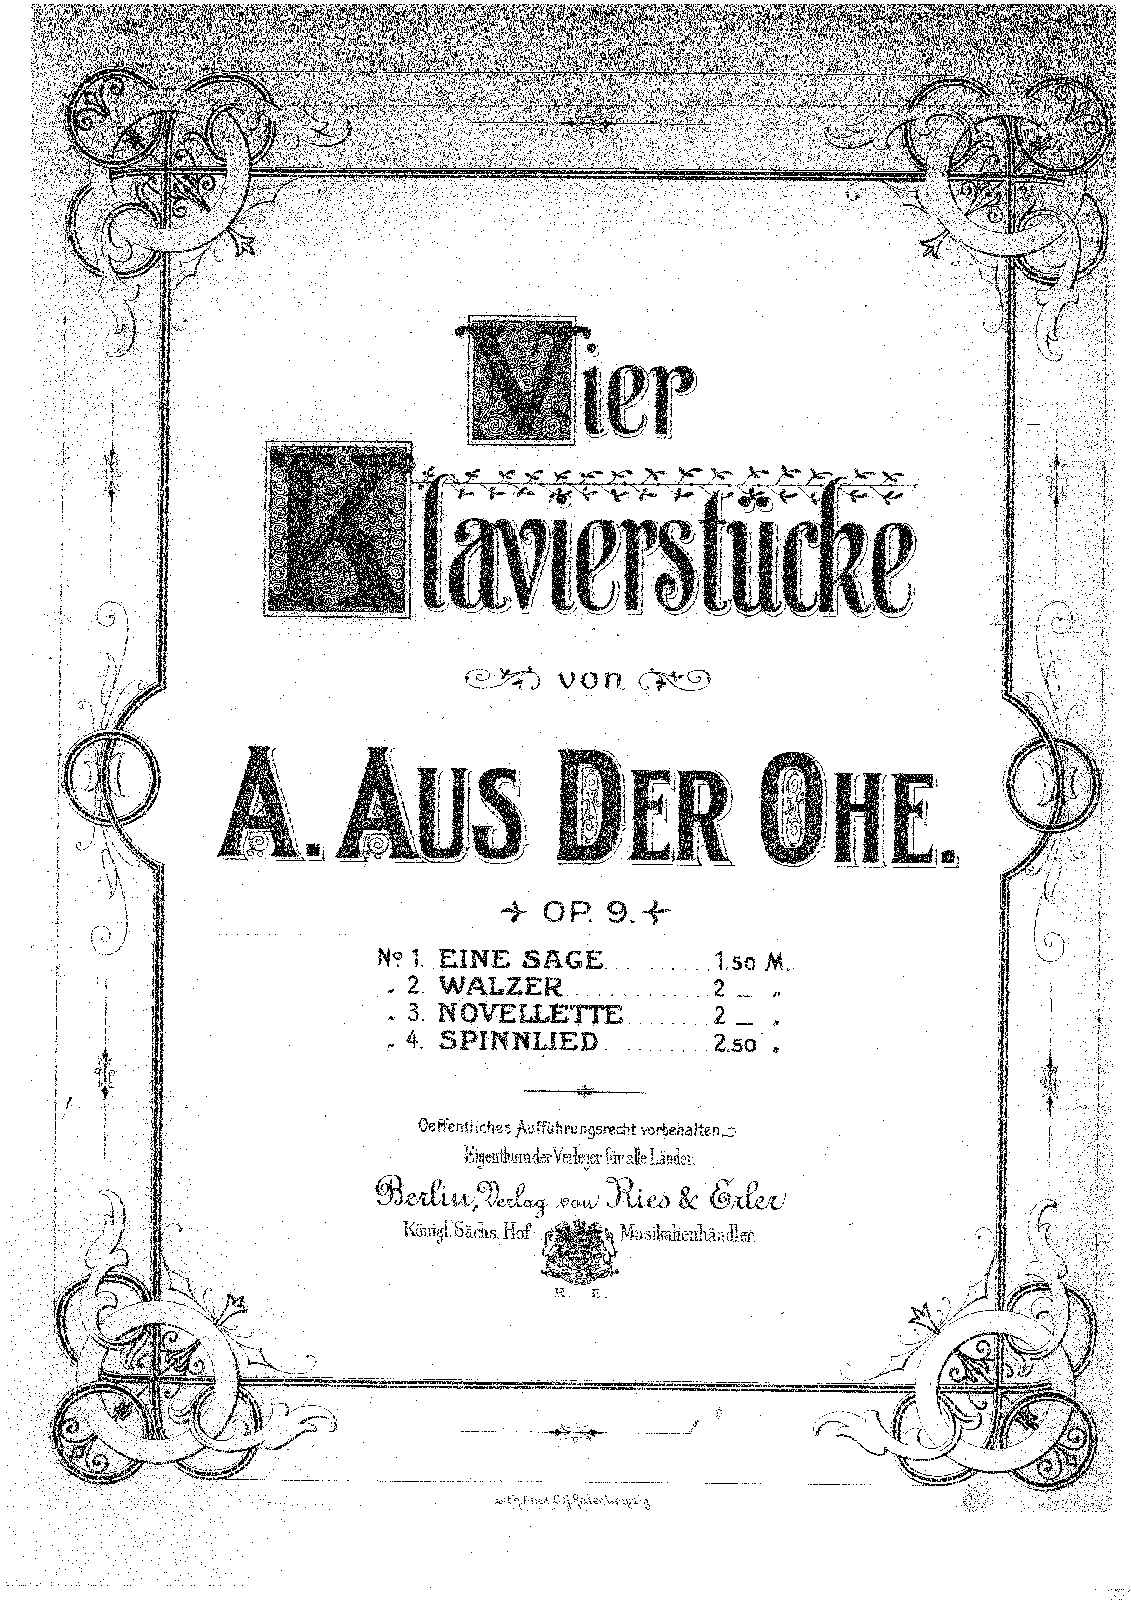 Vier
Klavierstücke
von
A. AUS DER OHE.
OP. 9.
No 1. EINE SAGE. . . . . . . . . 1.50 M.
„ 2. WALZER. . . . . . . . . 2 _ „
„ 3. NOVELLETTE. . . . . . . . . 2 _ „
„ 4. SPINNLIED. . . . . . . . . 2.50 „
Oeffentliches Aufführungsrecht vorbehalten.
Eigenthum der Verleger für alle Länder.
Berlin, Verlag von Ries & Erler
Königl. Sächs. Hof Musikalienhändler.
R. E.